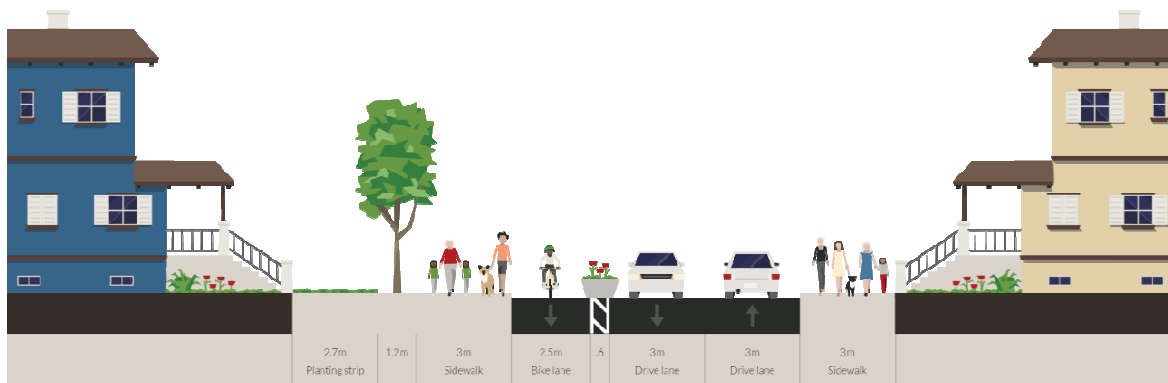 2.7m
Planting strip
1.2m
3m
Sidewalk
2.5m
Bike lane
.6
3m
Drive lane
3m
Drive lane
3m
Sidewalk